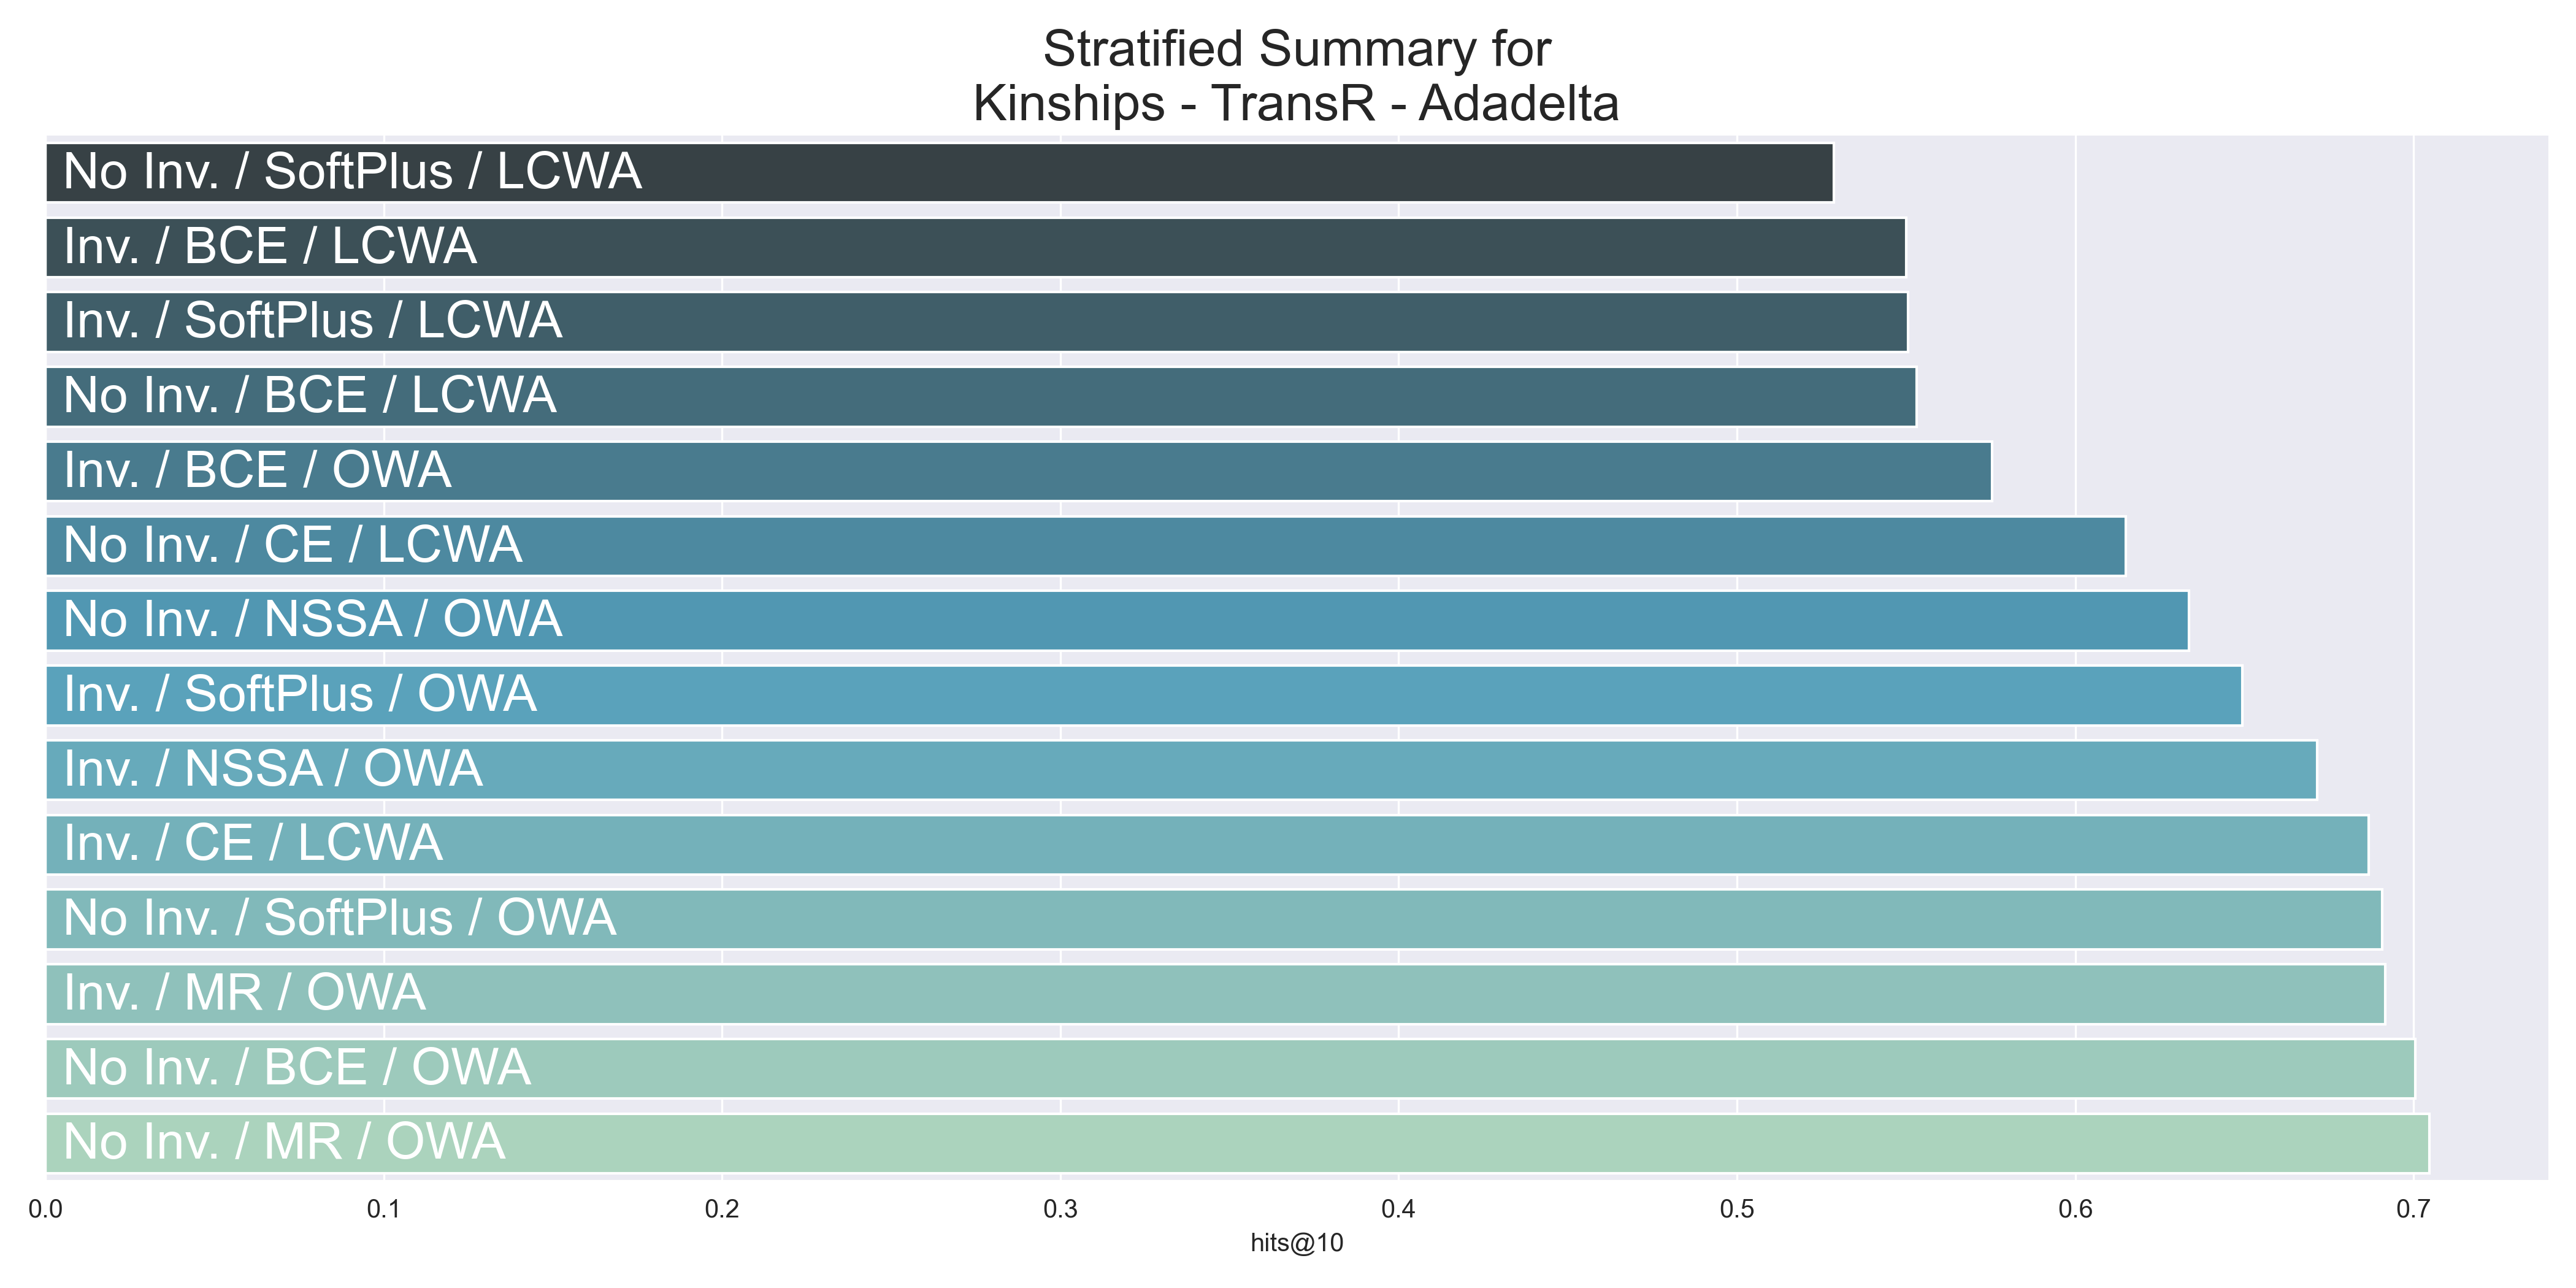 Stratified Summary for
Kinships - TransR - Adadelta
No Inv. / SoftPlus / LCWA
Inv. / BCE / LCWA
Inv. / SoftPlus / LCWA
No Inv. / BCE / LCWA
Inv. / BCE / OWA
No Inv. / CE / LCWA
No Inv. / NSSA / OWA
Inv. / SoftPlus / OWA
Inv. / NSSA / OWA
Inv. / CE / LCWA
No Inv. / SoftPlus / OWA
Inv. / MR / OWA
No Inv. / BCE / OWA
No Inv. / MR / OWA
0.0 0.1 0.2 0.3 0.4 0.5 0.6 0.7
hits@10